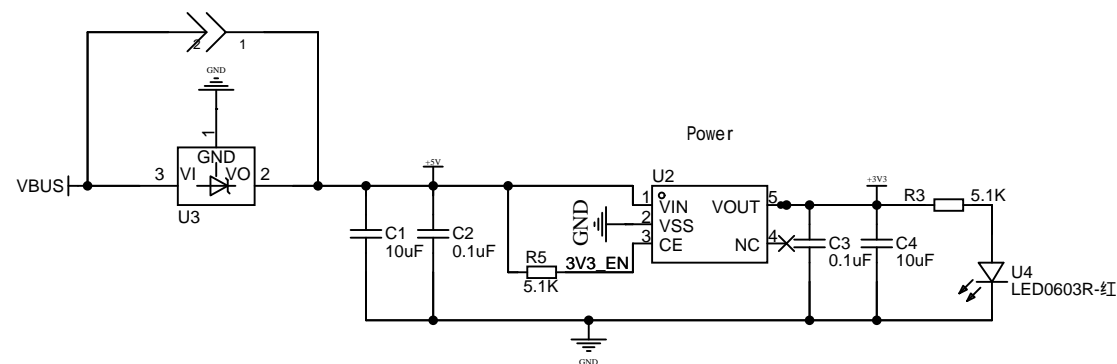 2 1
GND
1
Power
GND
VBUS
3 VI VO 2
U3
+5V
U2
+3V3
R3 5.1K
1 VIN VOUT 5
GND
2 VSS
3 CE NC 4
C1
10uF
C2
0.1uF
R5
5.1K
3V3_EN
C3
0.1uF
C4
10uF
U4
LED0603R-红
GND